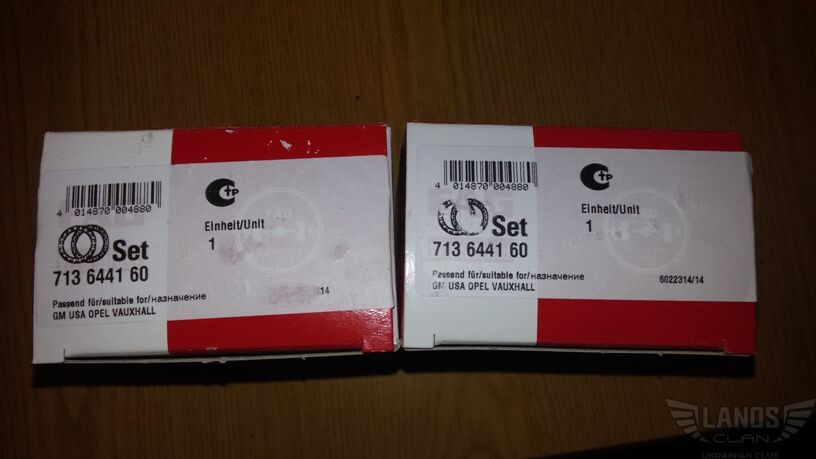 4 014870 004880
Set
713 6441 60
Einheit/Unit
1
Passend für/suitable for/назначение
GM USA OPEL VAUXHALL
14
4 014870 004880
Set
713 6441 60
Einheit/Unit
1
Passend für/suitable for/назначение
GM USA OPEL VAUXHALL
6022314/14
LANOS
CLAN
UKRAINIAN CLUB